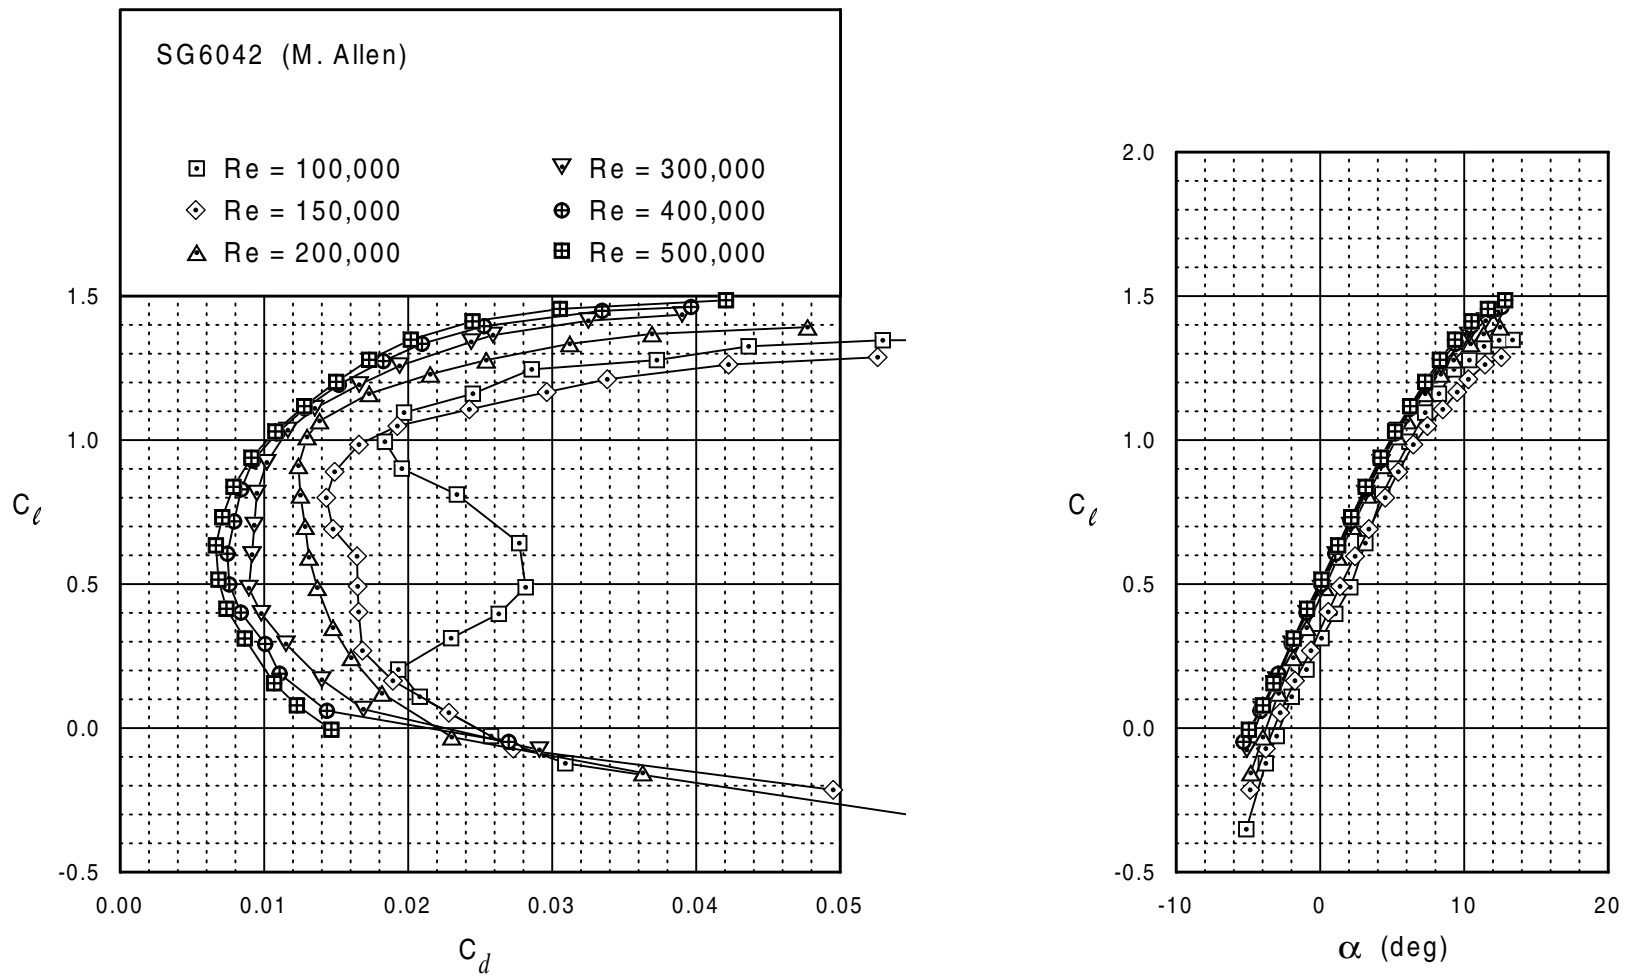 SG6042 (M. Allen)
Re = 100,000
Re = 150,000
Re = 200,000
Re = 300,000
Re = 400,000
Re = 500,000
1.5
1.0
0.5
0.0
-0.5
Cℓ
0.00 0.01 0.02 0.03 0.04 0.05
Cd
2.0
1.5
1.0
0.5
0.0
-0.5
Cℓ
-10 0 10 20
α (deg)